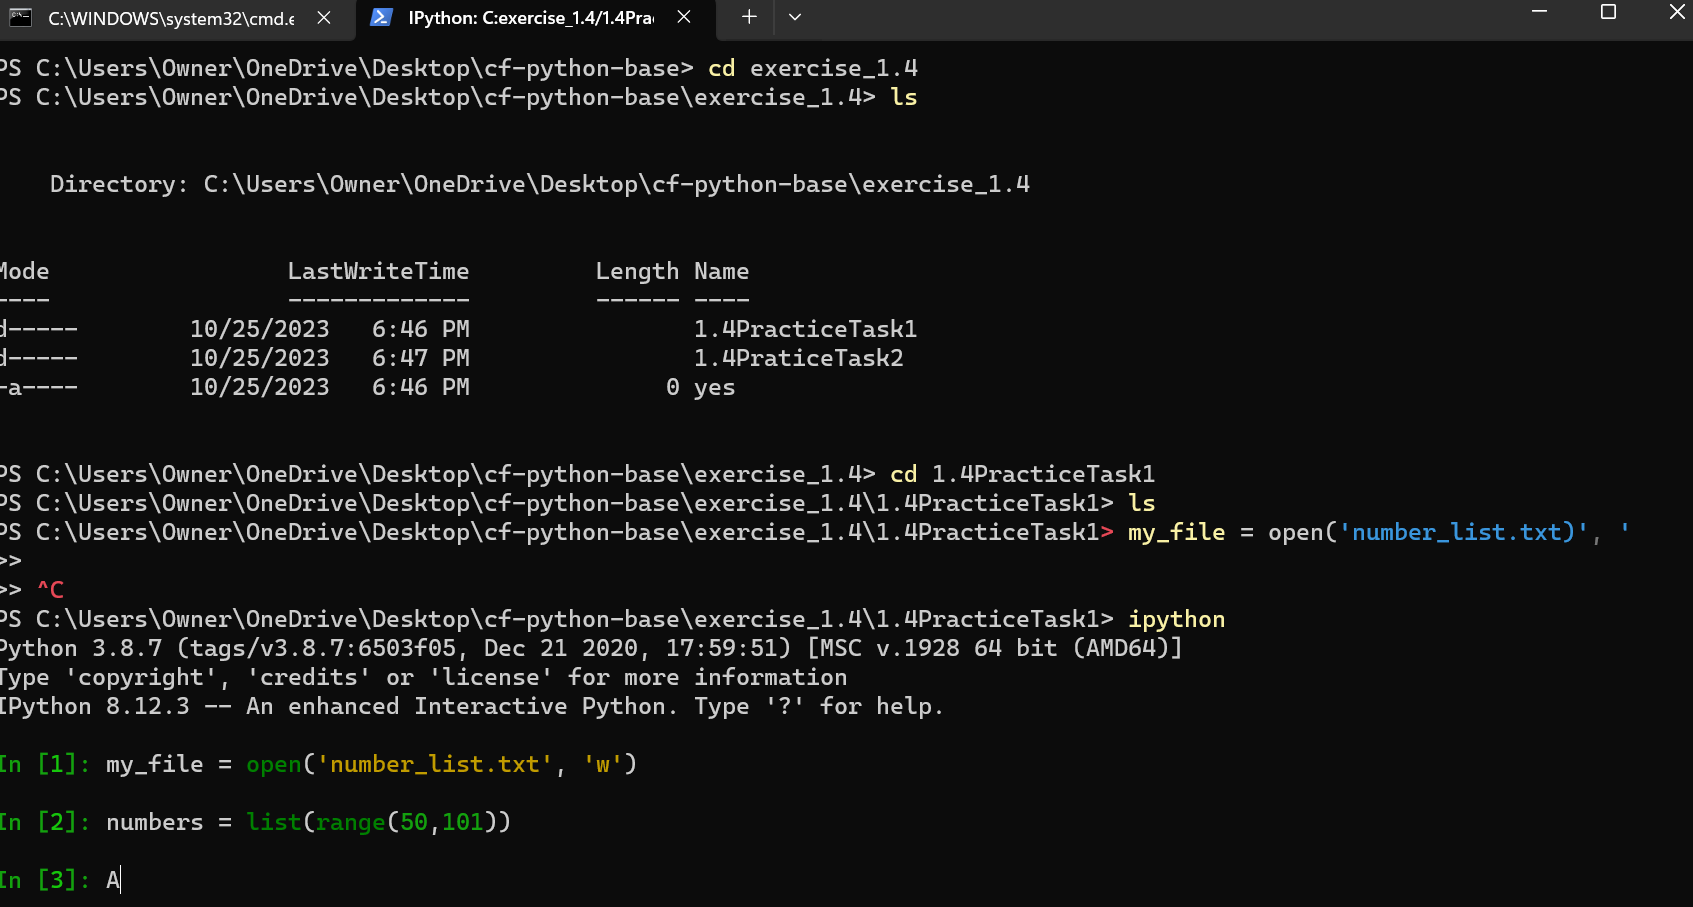 C:\WINDOWS\system32\cmd.e
IPython: C:exercise_1.4/1.4Pra
PS C:\Users\Owner\OneDrive\Desktop\cf-python-base> cd exercise_1.4
PS C:\Users\Owner\OneDrive\Desktop\cf-python-base\exercise_1.4> ls
Directory: C:\Users\Owner\OneDrive\Desktop\cf-python-base\exercise_1.4
Mode LastWriteTime Length Name
---- ------------- ------ ----
d----- 10/25/2023 6:46 PM 1.4PracticeTask1
d----- 10/25/2023 6:47 PM 1.4PraticeTask2
-a---- 10/25/2023 6:46 PM 0 yes
PS C:\Users\Owner\OneDrive\Desktop\cf-python-base\exercise_1.4> cd 1.4PracticeTask1
PS C:\Users\Owner\OneDrive\Desktop\cf-python-base\exercise_1.4\1.4PracticeTask1> ls
PS C:\Users\Owner\OneDrive\Desktop\cf-python-base\exercise_1.4\1.4PracticeTask1> my_file = open('number_list.txt)', '
>>
>> ^C
PS C:\Users\Owner\OneDrive\Desktop\cf-python-base\exercise_1.4\1.4PracticeTask1> ipython
Python 3.8.7 (tags/v3.8.7:6503f05, Dec 21 2020, 17:59:51) [MSC v.1928 64 bit (AMD64)]
Type 'copyright', 'credits' or 'license' for more information
IPython 8.12.3 -- An enhanced Interactive Python. Type '?' for help.
In [1]: my_file = open('number_list.txt', 'w')
In [2]: numbers = list(range(50,101))
In [3]: A